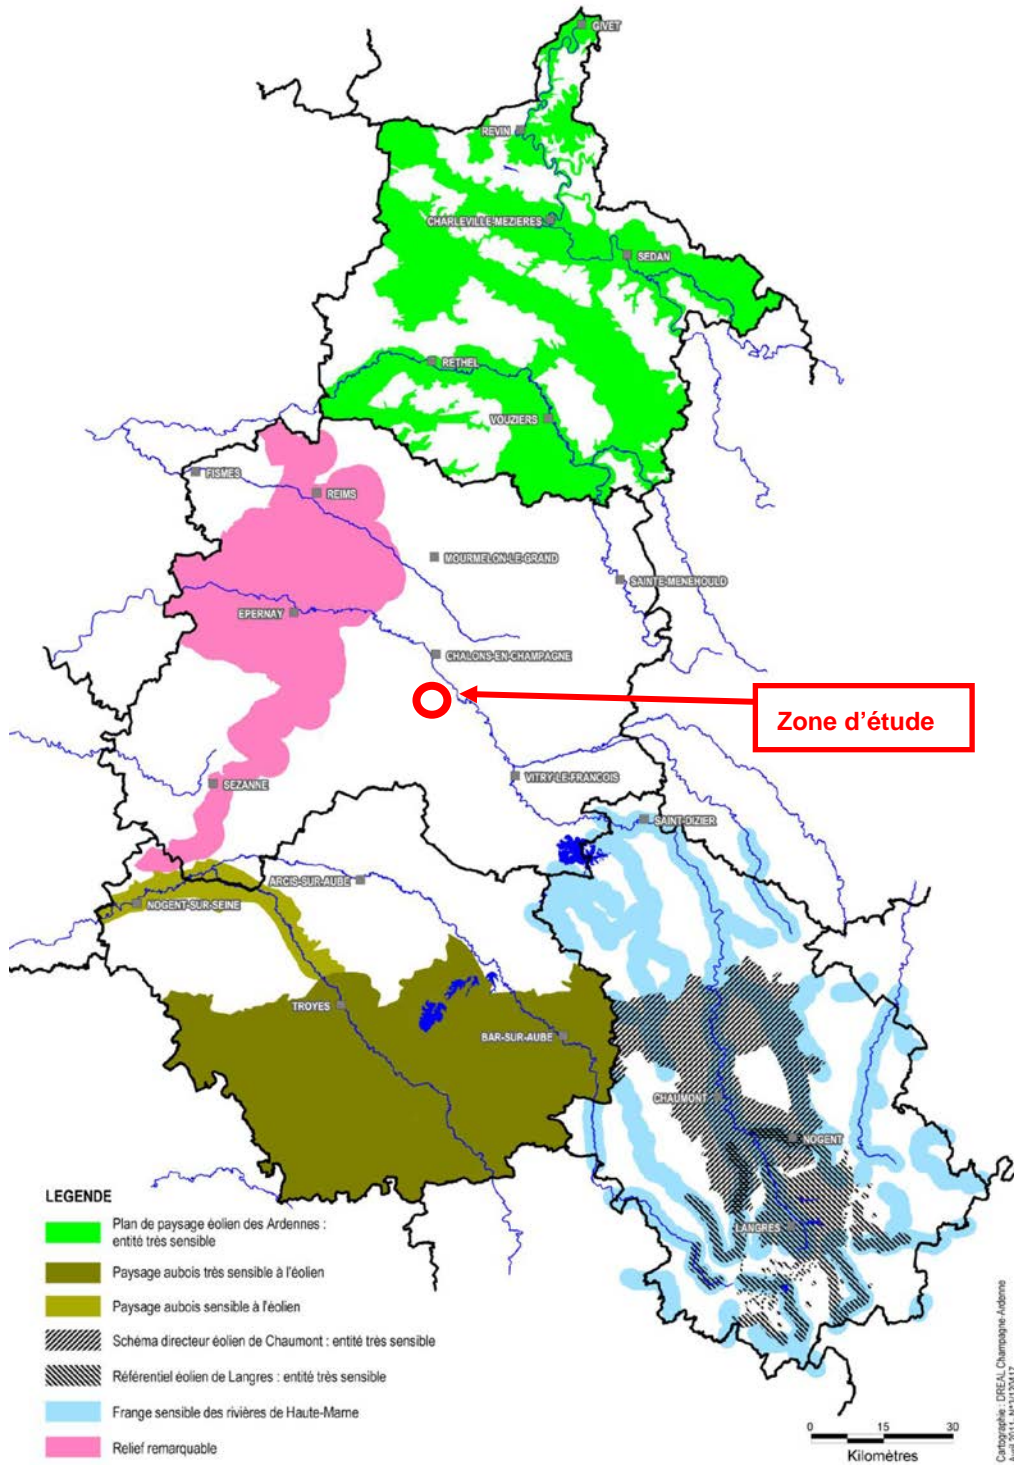 GIVET
REVIN
CHARLEVILLE-MEZIERES
SEDAN
RETHEL
VOUZIERS
FISMES
REIMS
MOURMELON-LE-GRAND
SAINTE-MENEHOULD
EPERNAY
CHALONS-EN-CHAMPAGNE
Zone d'étude
VITRY-LE-FRANCOIS
SEZANNE
SAINT-DIZIER
ARCIS-SUR-AUBE
NOGENT-SUR-SEINE
TROYES
BAR-SUR-AUBE
CHAUMONT
NOGENT
LANGRES
LEGENDE
Plan de paysage éolien des Ardennes :
entité très sensible
Paysage aubois très sensible à l'éolien
Paysage aubois sensible à l'éolien
Schéma directeur éolien de Chaumont : entité très sensible
Référentiel éolien de Langres : entité très sensible
Frange sensible des rivières de Haute-Marne
Relief remarquable
0 15 30
Kilomètres
Cartographie : DREAL Champagne-Ardenne
Avril 2011